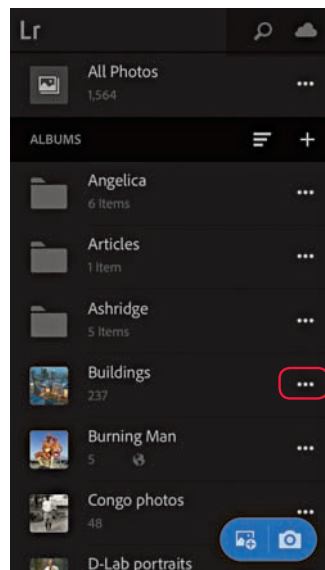 Lr
All Photos
1,564
ALBUMS
Angelica
6 Items
Articles
1 Item
Ashridge
5 Items
Buildings
237
Burning Man
5
Congo photos
48
D-Lab portraits